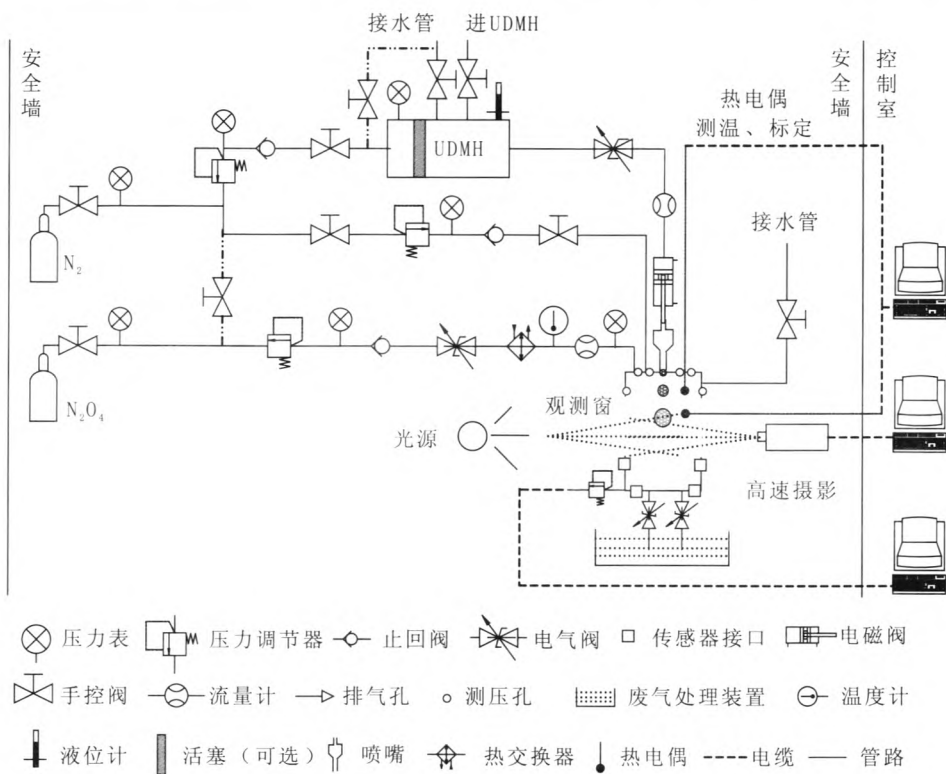 接水管 进UDMH
安全墙
安全墙
控制室
热电偶
测温、标定
UDMH
接水管
N₂
N₂O₄
观测窗
光源
高速摄影
压力表 压力调节器 止回阀 电气阀 传感器接口 电磁阀
手控阀 流量计 排气孔 测压孔 废气处理装置 温度计
液位计 活塞（可选） 喷嘴 热交换器 热电偶 电缆 管路